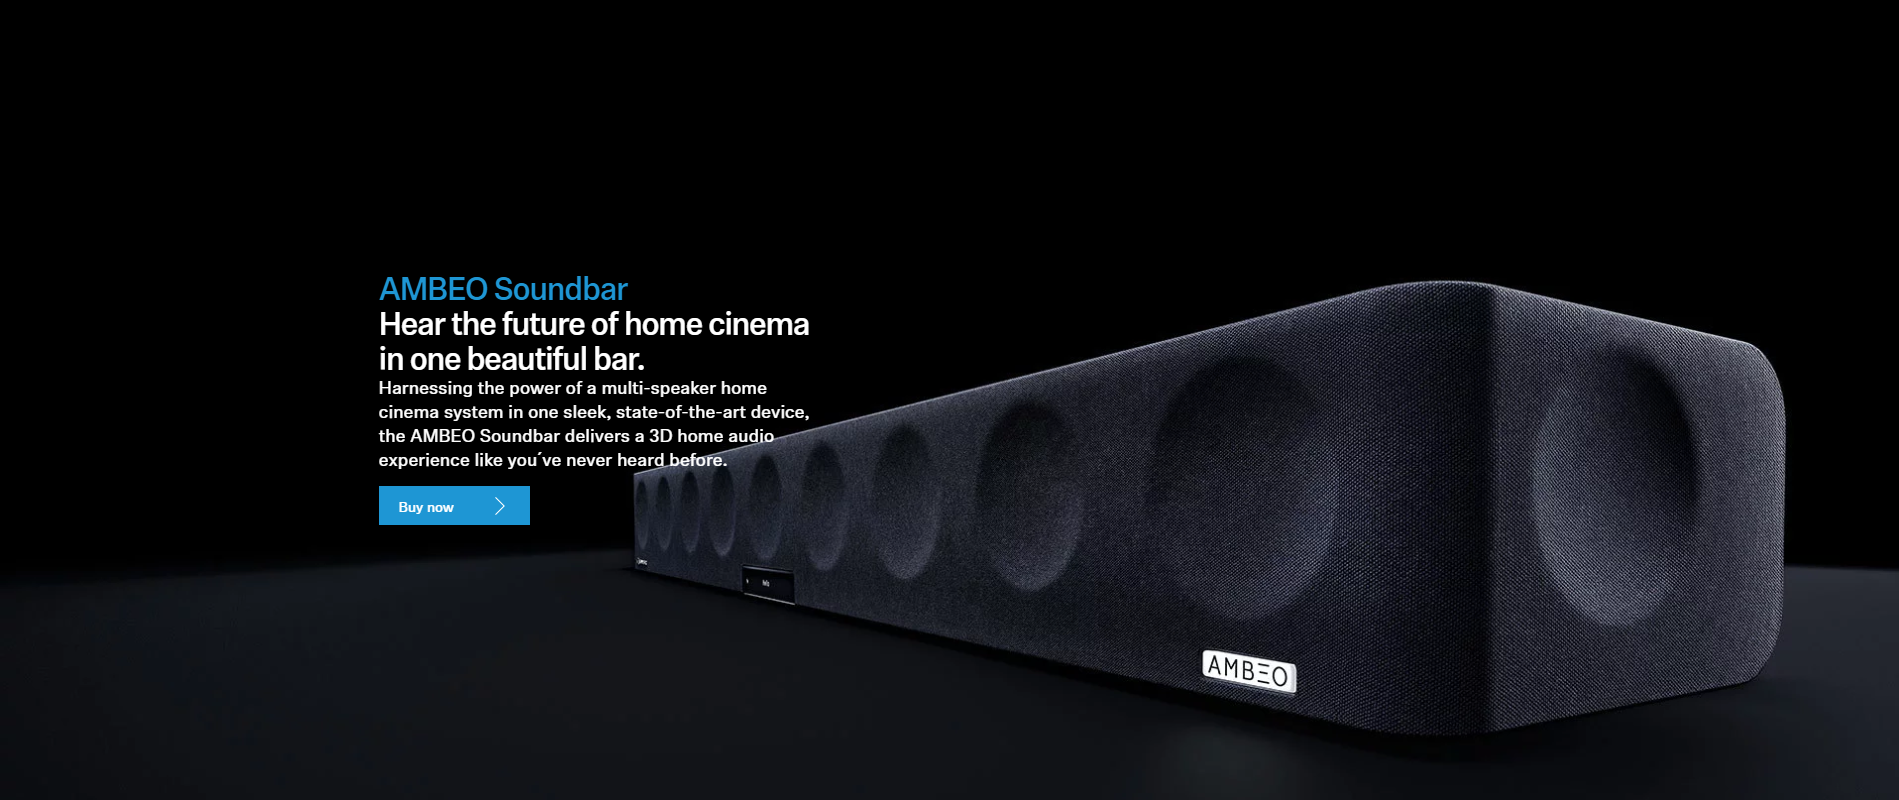 AMBEO Soundbar
Hear the future of home cinema
in one beautiful bar.
Harnessing the power of a multi-speaker home
cinema system in one sleek, state-of-the-art device,
the AMBEO Soundbar delivers a 3D home audio
experience like you´ve never heard before.
Buy now
AMBEO